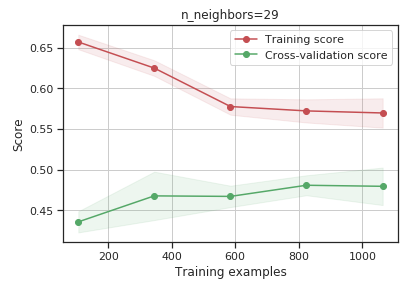 n_neighbors=29
Training score
Cross-validation score
Score
0.65
0.60
0.55
0.50
0.45
200
400
600
800
1000
Training examples